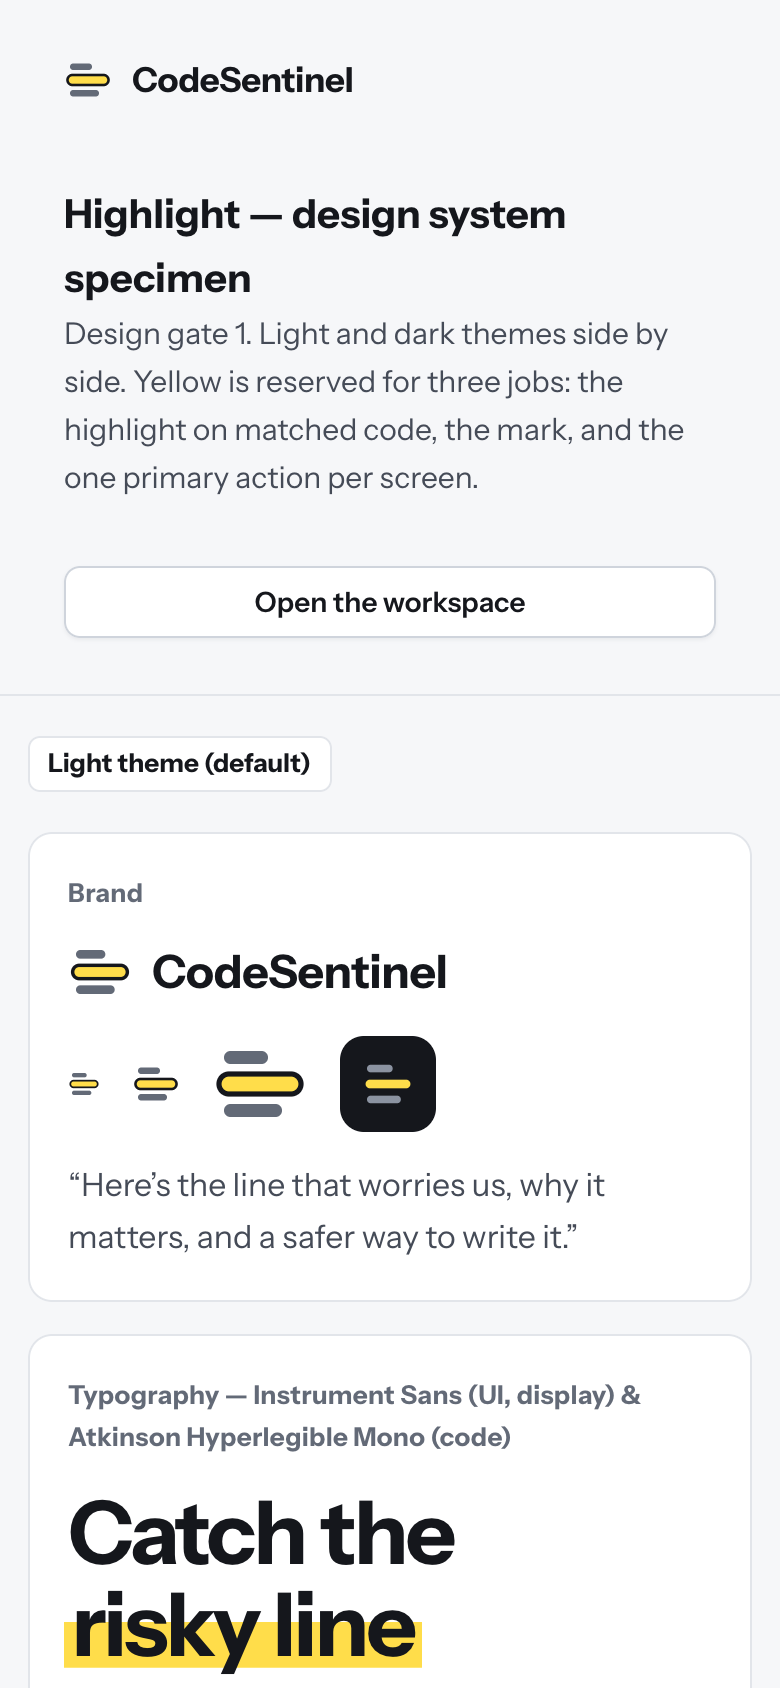 CodeSentinel
Highlight — design system
specimen
Design gate 1. Light and dark themes side by
side. Yellow is reserved for three jobs: the
highlight on matched code, the mark, and the
one primary action per screen.
Open the workspace
Light theme (default)
Brand
CodeSentinel
“Here’s the line that worries us, why it
matters, and a safer way to write it.”
Typography — Instrument Sans (UI, display) &
Atkinson Hyperlegible Mono (code)
Catch the
risky line